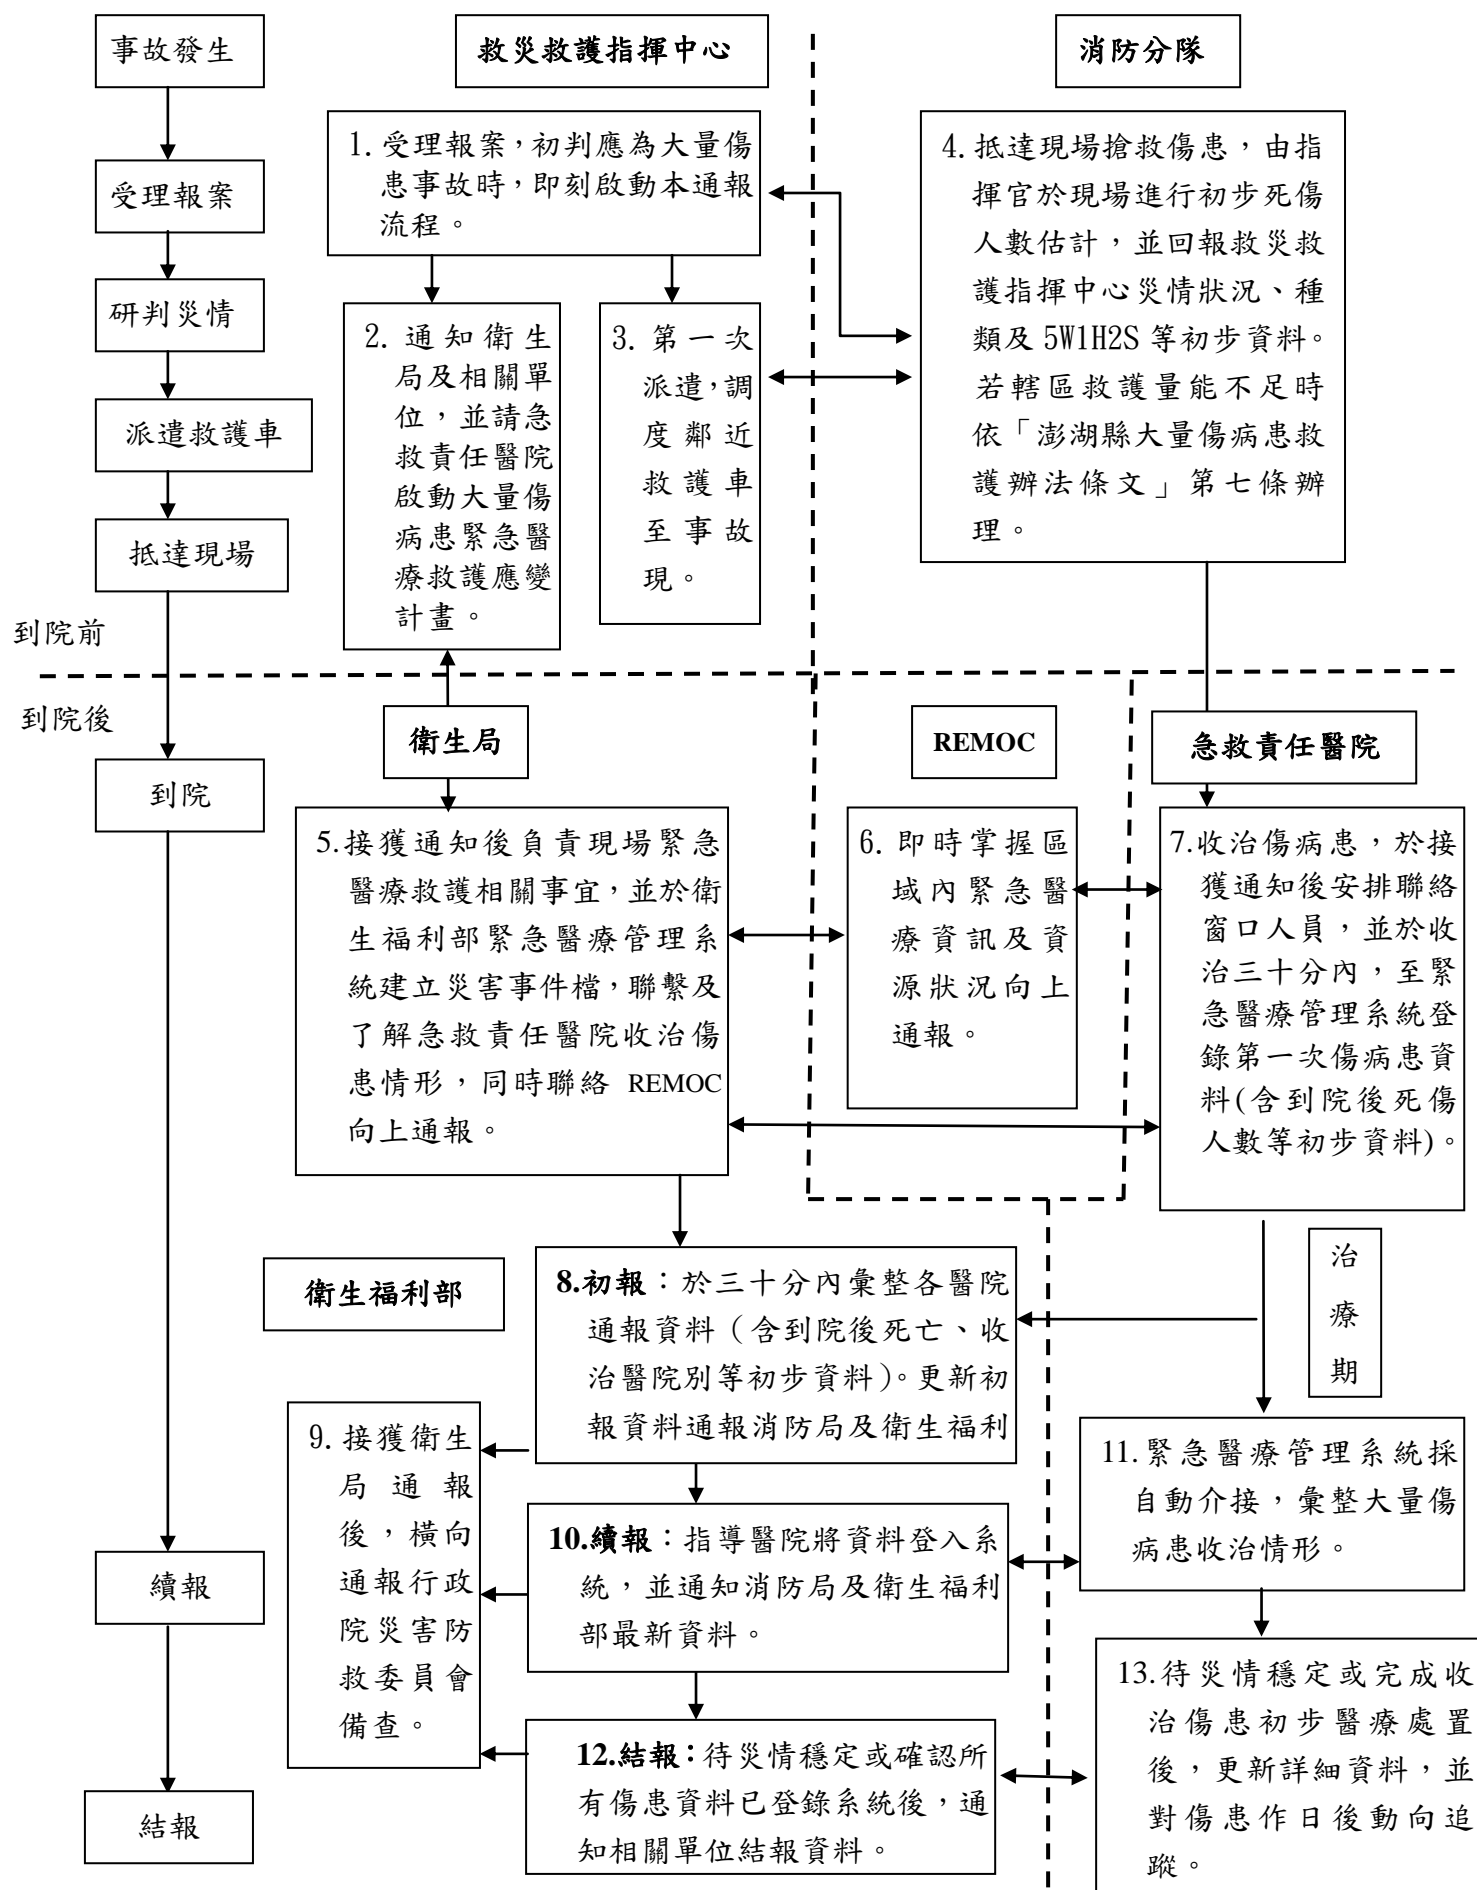 事故發生
受理報案
研判災情
派遣救護車
抵達現場
到院前
到院後
到院
續報
結報
救災救護指揮中心
1. 受理報案，初判應為大量傷
患事故時，即刻啟動本通報
流程。
2. 通知衛生
局及相關單
位，並請急
救責任醫院
啟動大量傷
病患緊急醫
療救護應變
計畫。
3. 第一次
派遣，調
度鄰近
救護車
至事故
現。
消防分隊
4. 抵達現場搶救傷患，由指
揮官於現場進行初步死傷
人數估計，並回報救災救
護指揮中心災情狀況、種
類及 5W1H2S 等初步資料。
若轄區救護量能不足時
依「澎湖縣大量傷病患救
護辦法條文」第七條辦
理。
衛生局
5.接獲通知後負責現場緊急
醫療救護相關事宜，並於衛
生福利部緊急醫療管理系
統建立災害事件檔，聯繫及
了解急救責任醫院收治傷
患情形，同時聯絡 REMOC
向上通報。
REMOC
6. 即時掌握區
域內緊急醫
療資訊及資
源狀況向上
通報。
急救責任醫院
7.收治傷病患，於接
獲通知後安排聯絡
窗口人員，並於收
治三十分內，至緊
急醫療管理系統登
錄第一次傷病患資
料(含到院後死傷
人數等初步資料)。
治
療
期
衛生福利部
8.初報：於三十分內彙整各醫院
通報資料（含到院後死亡、收
治醫院別等初步資料）。更新初
報資料通報消防局及衛生福利
9. 接獲衛生
局通報
後，橫向
通報行政
院災害防
救委員會
備查。
10.續報：指導醫院將資料登入系
統，並通知消防局及衛生福利
部最新資料。
11.緊急醫療管理系統採
自動介接，彙整大量傷
病患收治情形。
12.結報：待災情穩定或確認所
有傷患資料已登錄系統後，通
知相關單位結報資料。
13.待災情穩定或完成收
治傷患初步醫療處置
後，更新詳細資料，並
對傷患作日後動向追
蹤。